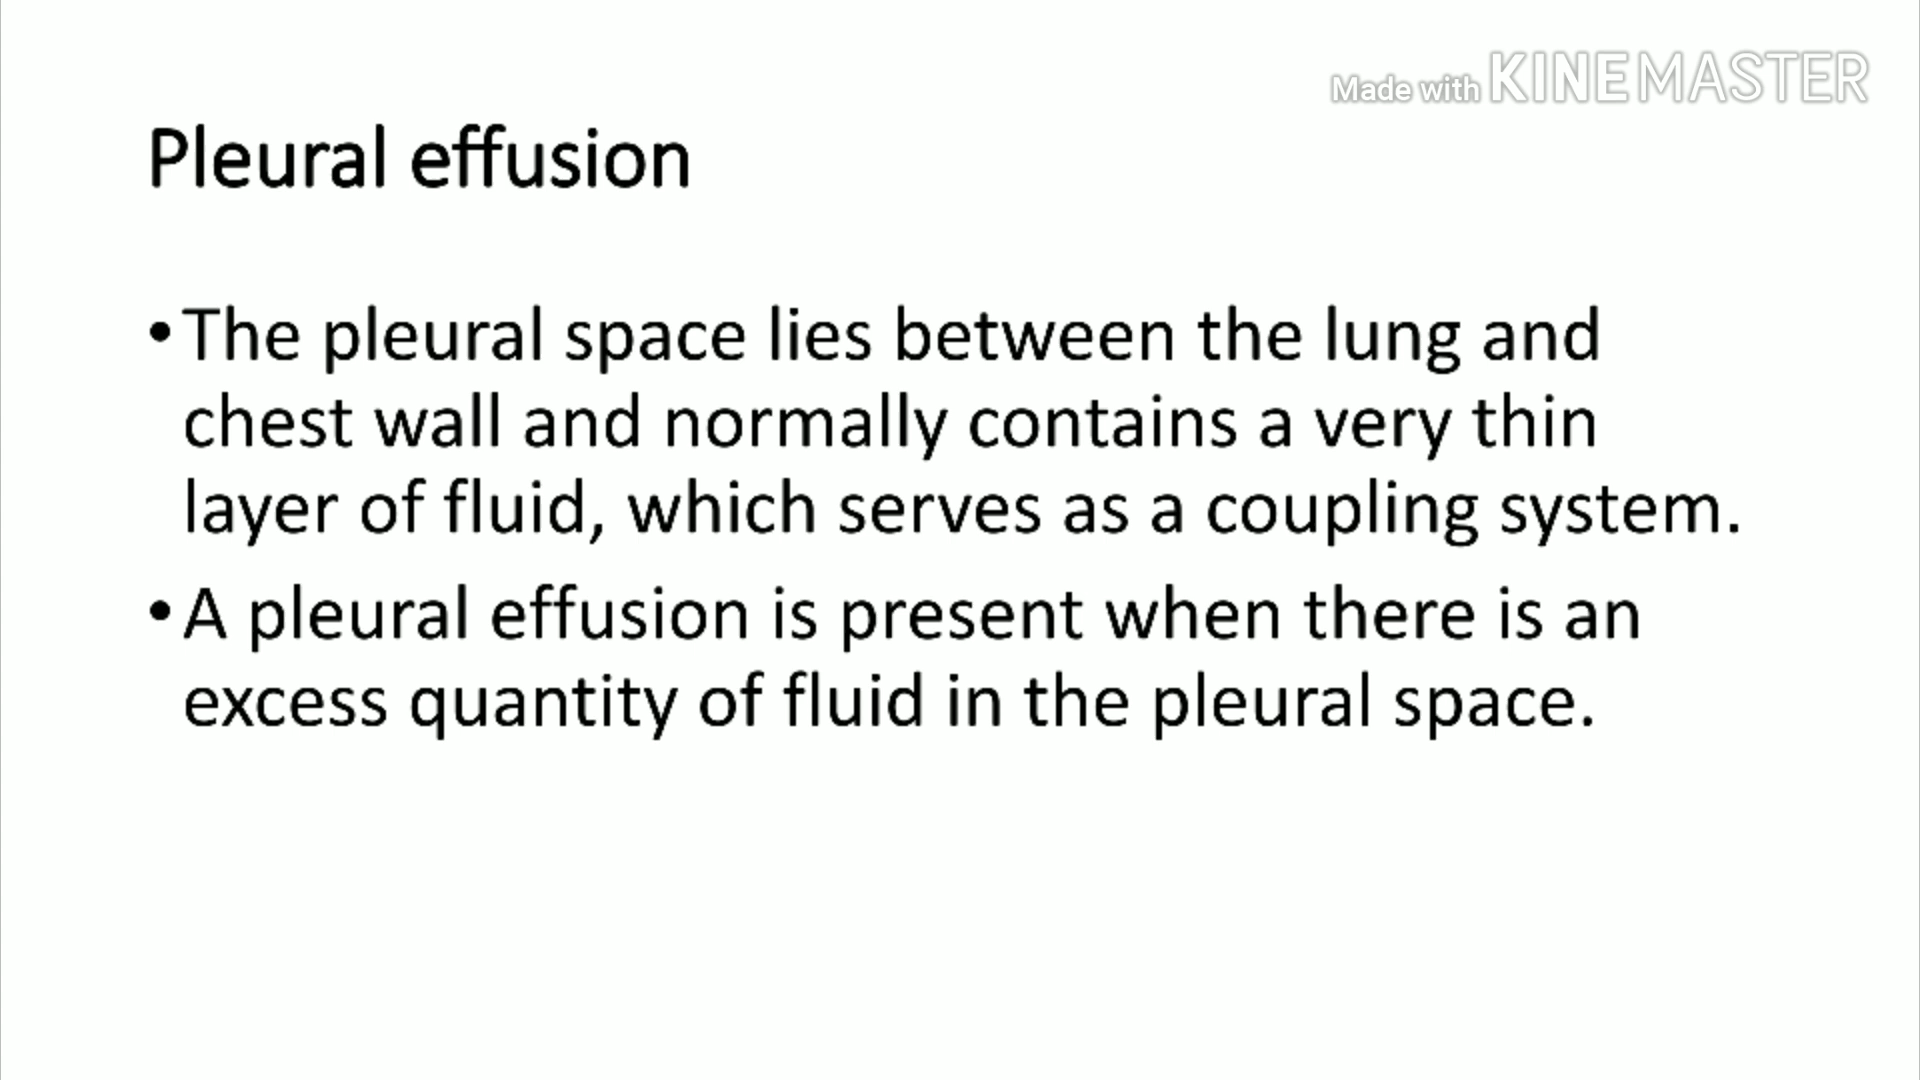 Made with KINEMASTER
Pleural effusion
•The pleural space lies between the lung and
chest wall and normally contains a very thin
layer of fluid, which serves as a coupling system.
•A pleural effusion is present when there is an
excess quantity of fluid in the pleural space.